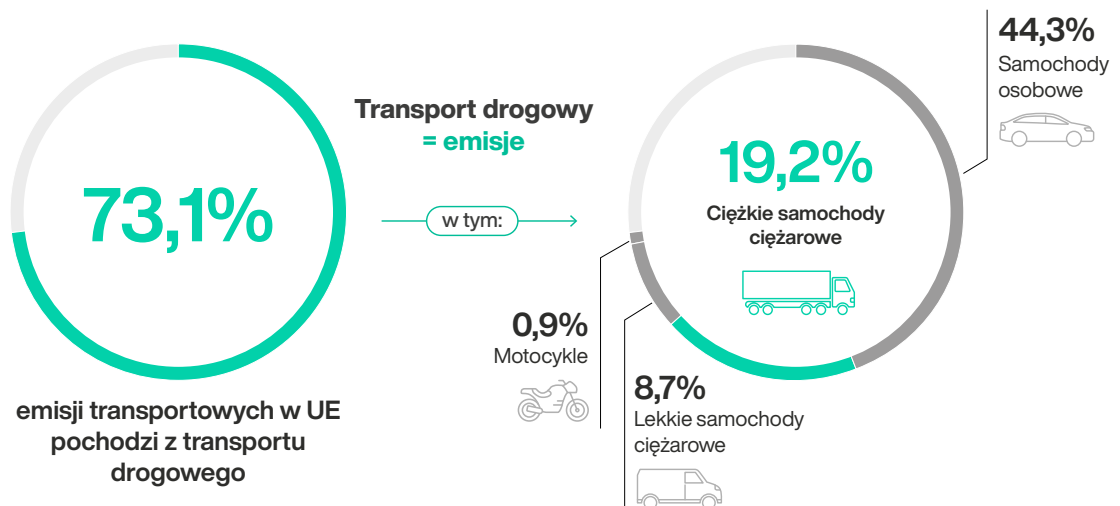 73,1%
emisji transportowych w UE
pochodzi z transportu
drogowego
Transport drogowy
= emisje
w tym:
19,2%
Ciężkie samochody
ciężarowe
44,3%
Samochody
osobowe
0,9%
Motocykle
8,7%
Lekkie samochody
ciężarowe